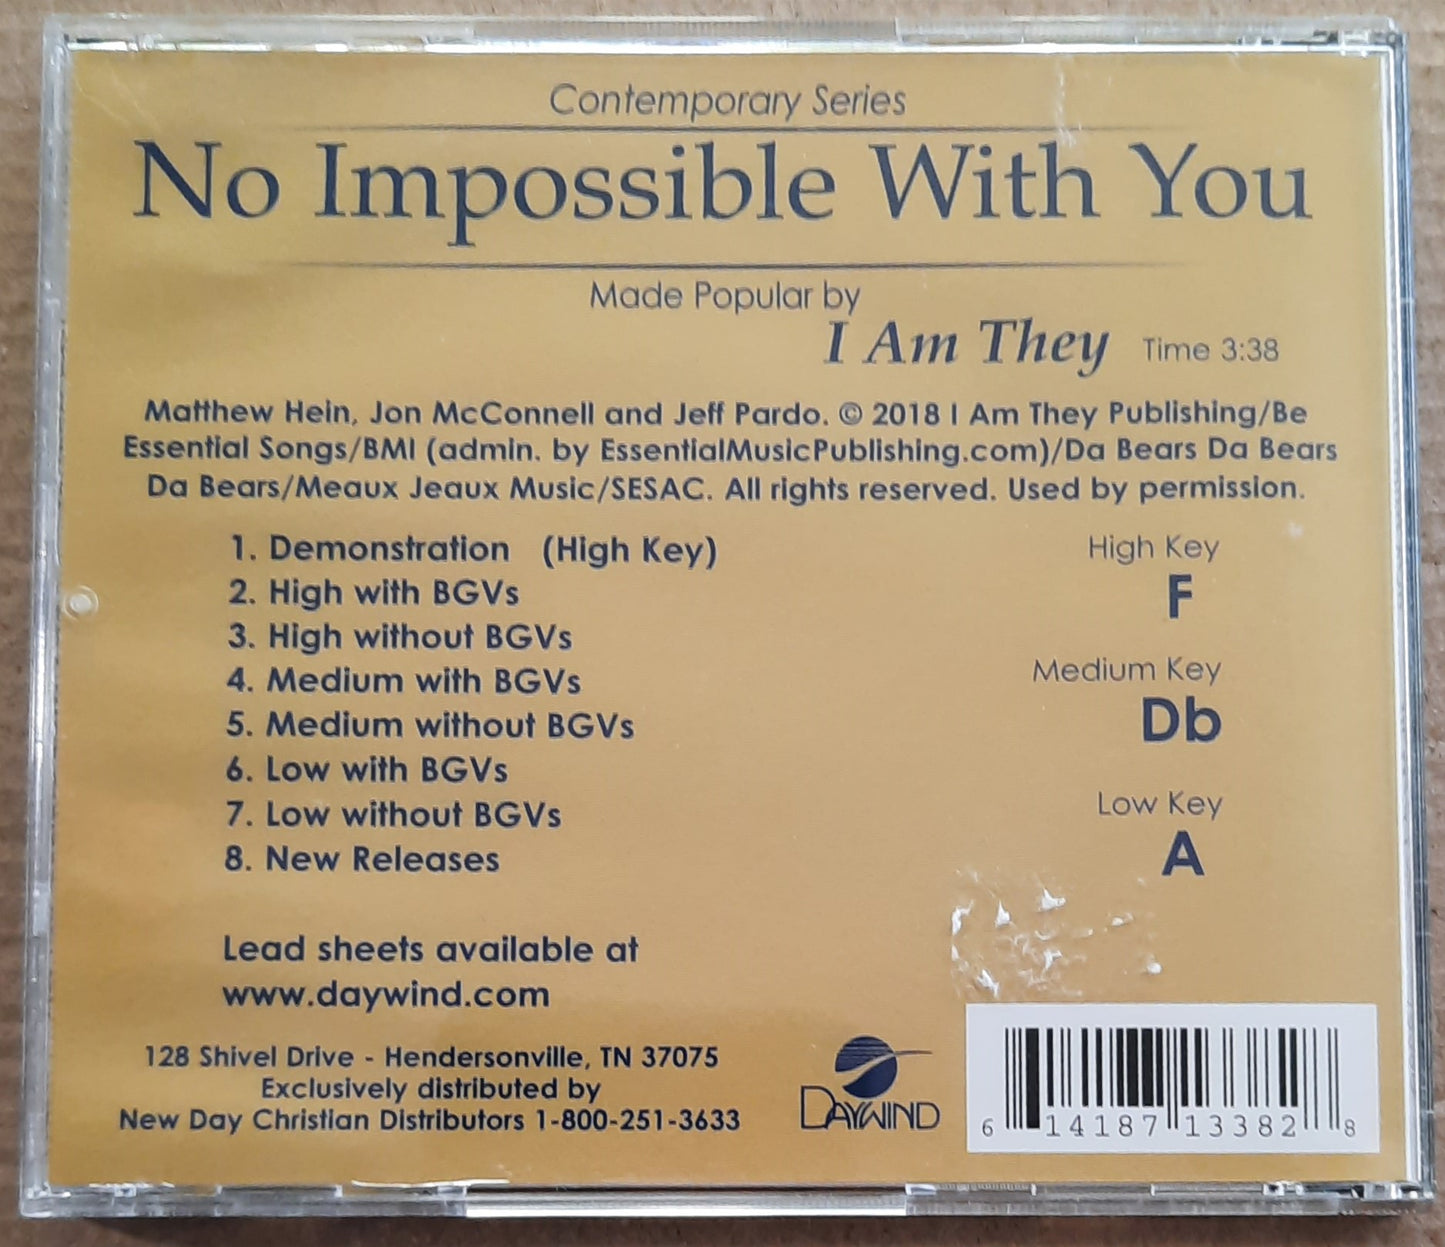 Contemporary Series
No Impossible With You
Made Popular by
I Am They Time 3:38
Matthew Hein, Jon McConnell and Jeff Pardo. © 2018 I Am They Publishing/Be
Essential Songs/BMI (admin. by EssentialMusicPublishing.com)/Da Bears Da Bears
Da Bears/Meaux Jeaux Music/SESAC. All rights reserved. Used by permission.
1. Demonstration (High Key)
2. High with BGVs
3. High without BGVs
4. Medium with BGVs
5. Medium without BGVs
6. Low with BGVs
7. Low without BGVs
8. New Releases
High Key
F
Medium Key
Db
Low Key
A
Lead sheets available at
www.daywind.com
128 Shivel Drive - Hendersonville, TN 37075
Exclusively distributed by
New Day Christian Distributors 1-800-251-3633
DAYWIND
6 14187 13382 8